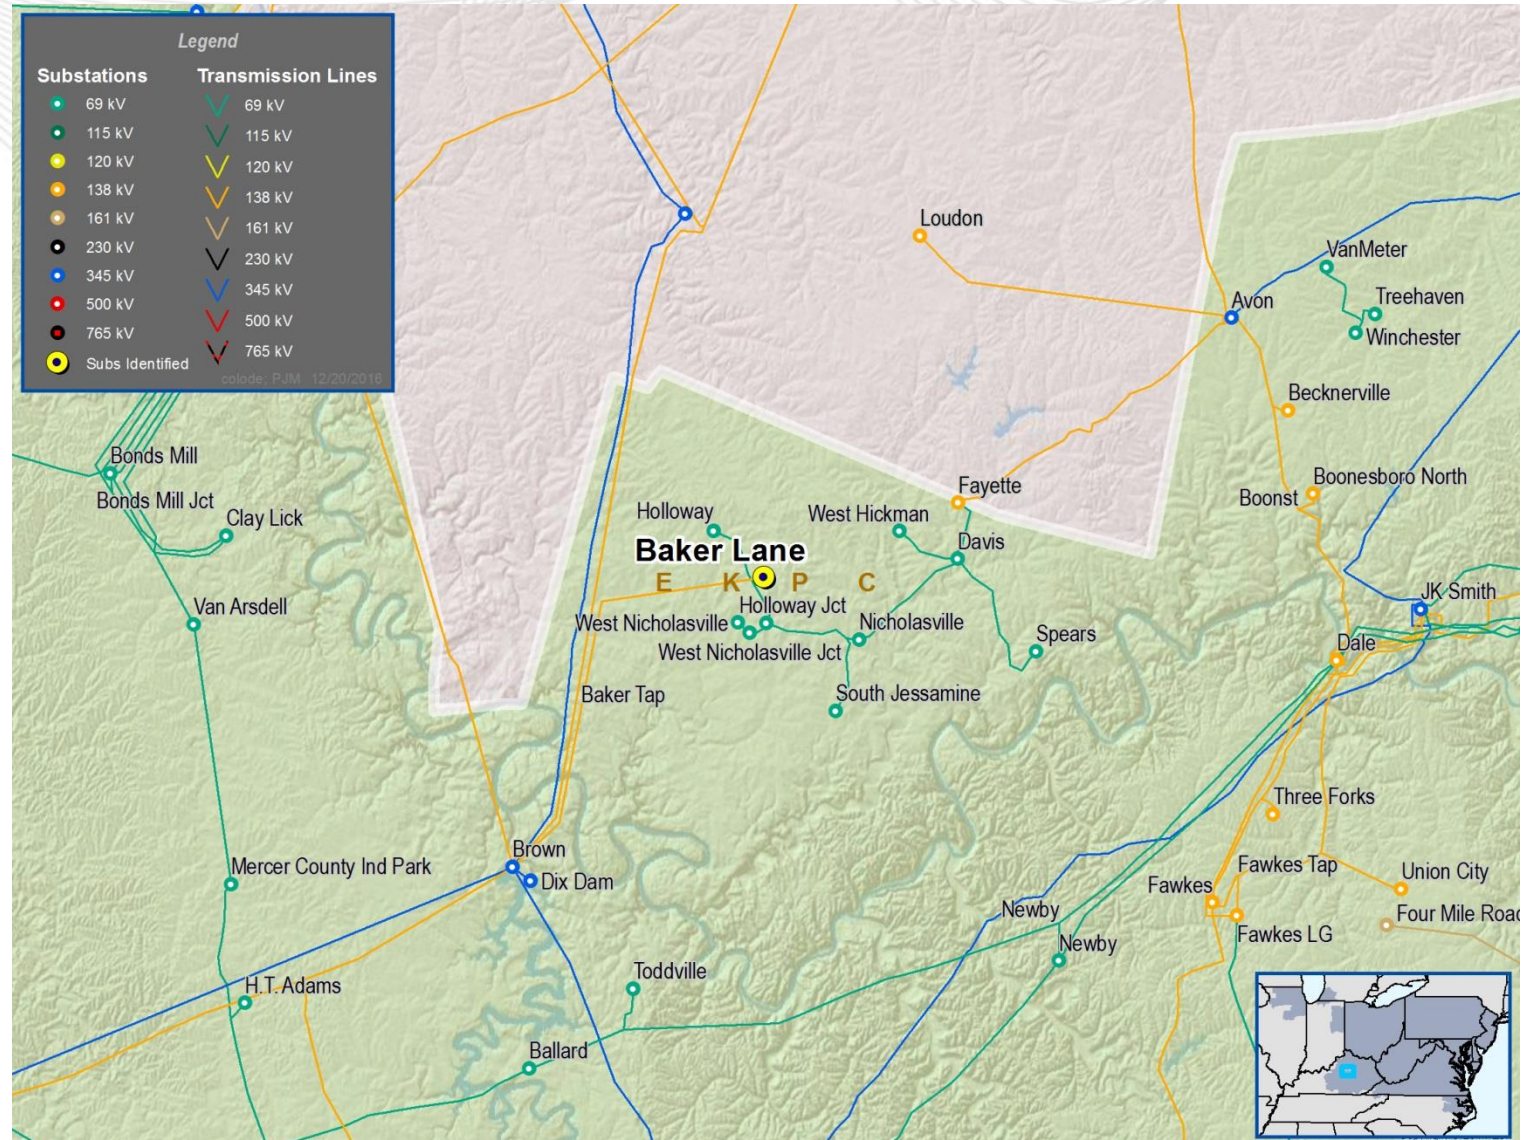 Legend
Substations
Transmission Lines
69 kV
69 kV
115 kV
115 kV
120 kV
120 kV
138 kV
138 kV
161 kV
161 kV
230 kV
230 kV
345 kV
345 kV
500 kV
500 kV
765 kV
765 kV
Subs Identified
colode; PJM 12/20/2016
Loudon
VanMeter
Avon
Treehaven
Winchester
Becknerville
Bonds Mill
Boonesboro North
Fayette
Boonst
Bonds Mill Jct
Clay Lick
Holloway
West Hickman
Davis
Baker Lane
E K P C
JK Smith
Van Arsdell
Holloway Jct
West Nicholasville
Nicholasville
Spears
West Nicholasville Jct
Dale
Baker Tap
South Jessamine
Three Forks
Brown
Mercer County Ind Park
Dix Dam
Fawkes Tap
Union City
Fawkes
Newby
Four Mile Road
Fawkes LG
Newby
Toddville
H.T. Adams
Ballard